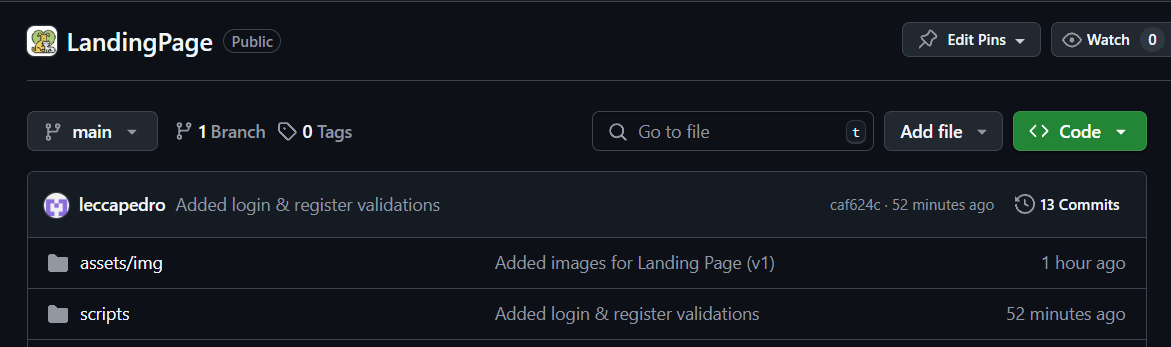 LandingPage Public Edit Pins Watch 0
main 1 Branch 0 Tags Go to file t Add file <> Code
leccapedro Added login & register validations caf624c · 52 minutes ago 13 Commits
assets/img Added images for Landing Page (v1) 1 hour ago
scripts Added login & register validations 52 minutes ago